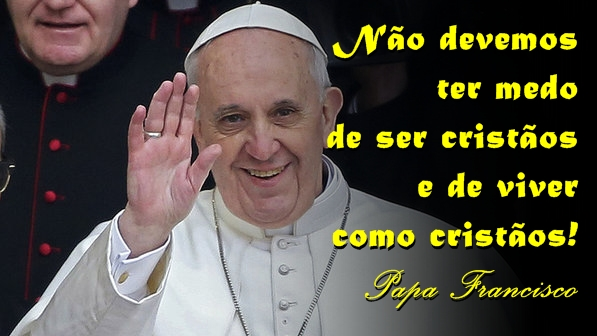 Não devemos
ter medo
de ser cristãos
e de viver
como cristãos!
Papa Francisco